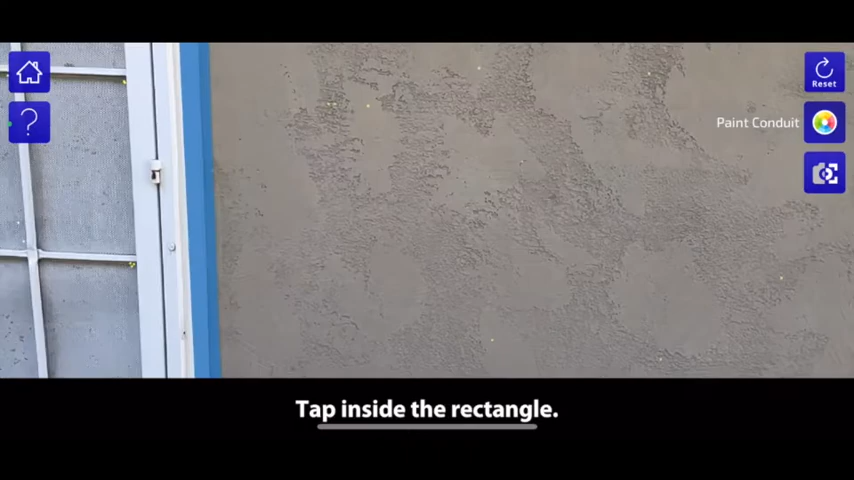 Reset
Paint Conduit
?
Tap inside the rectangle.